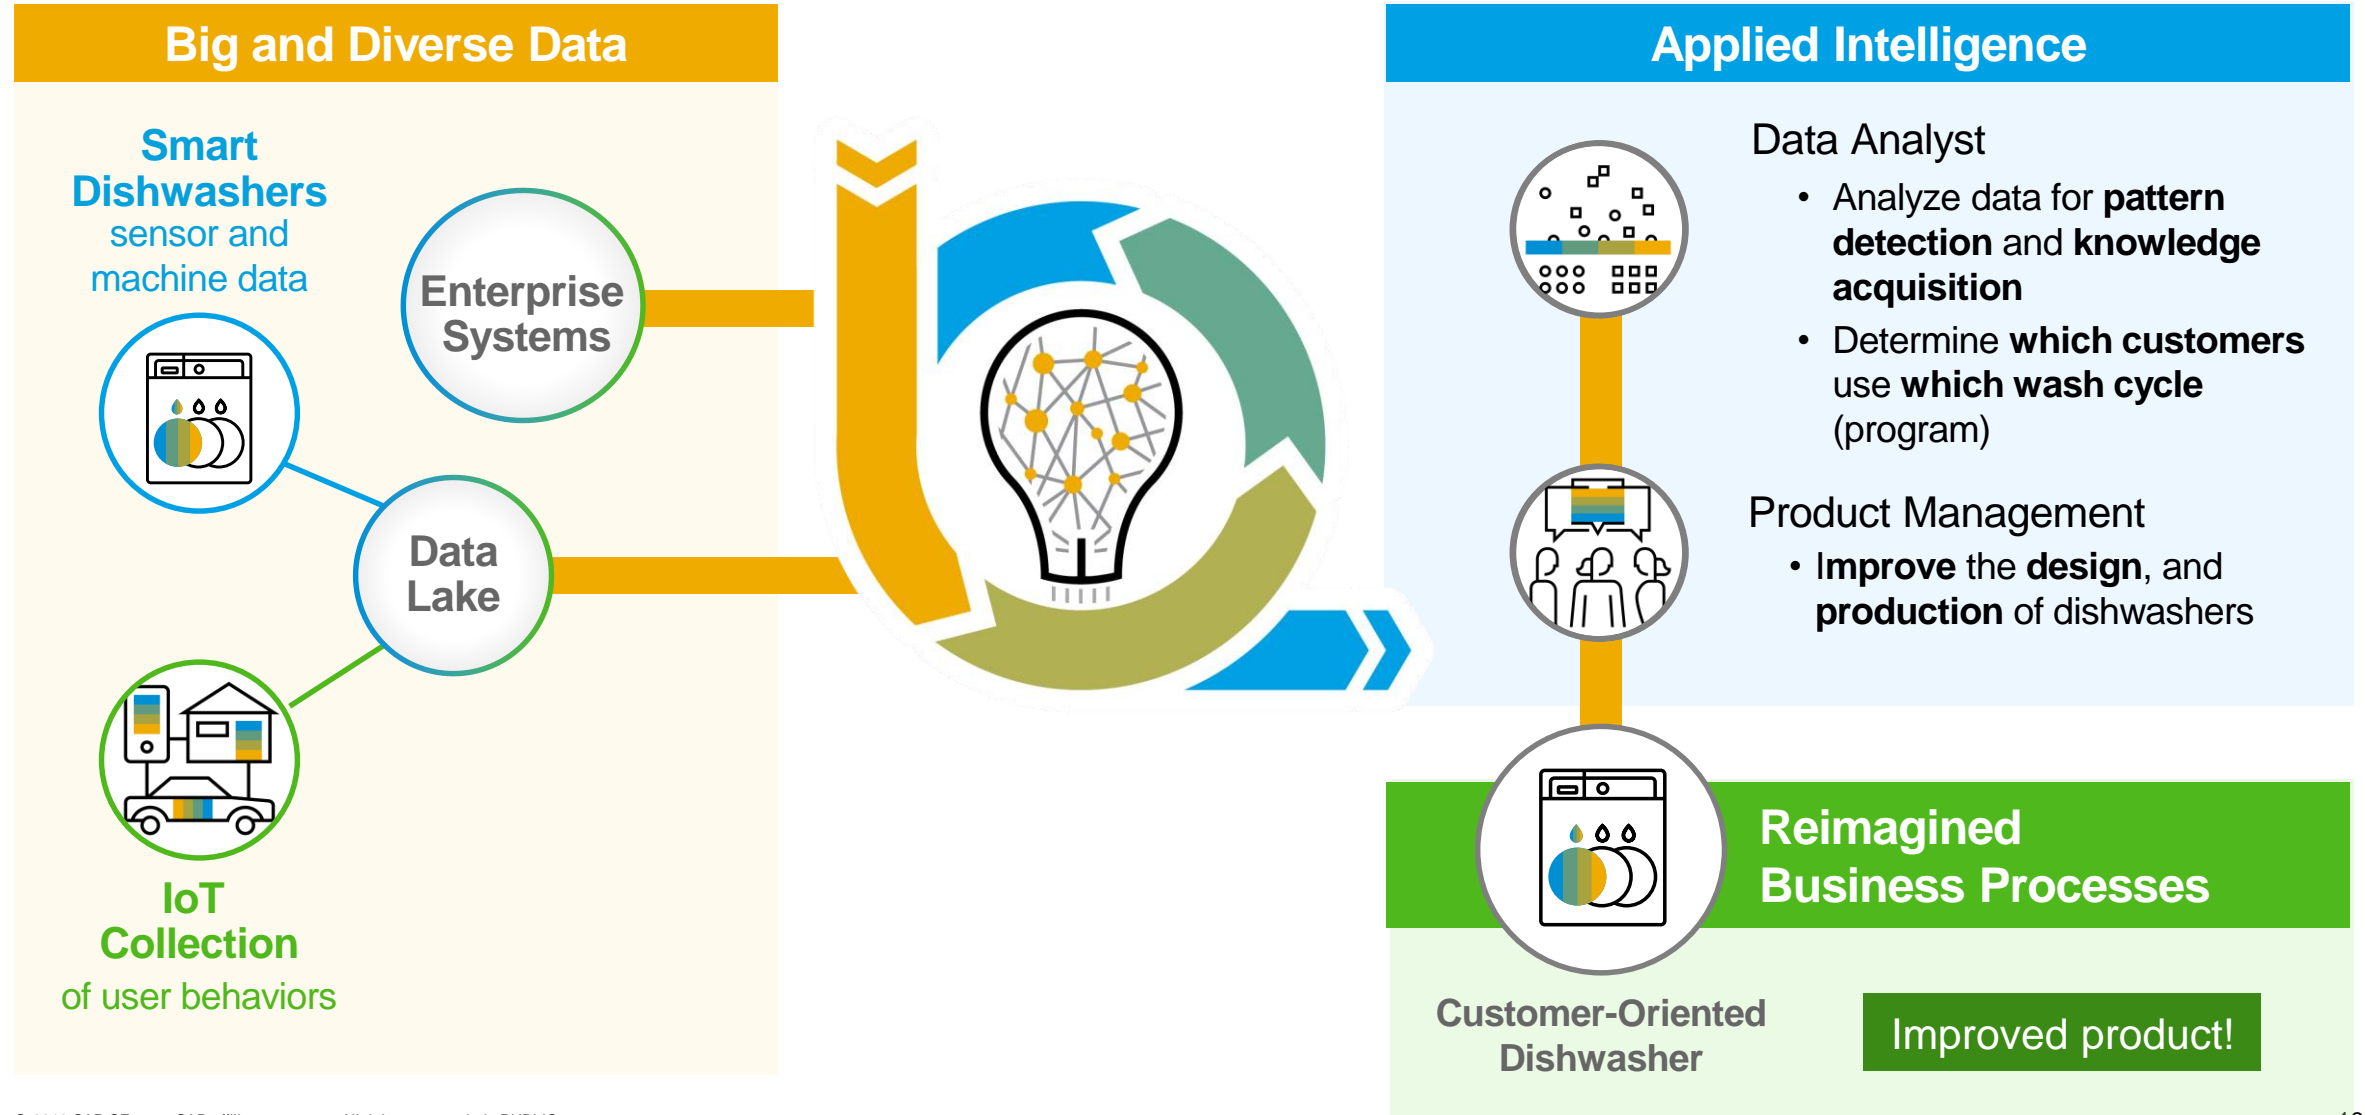 Big and Diverse Data
Smart
Dishwashers
sensor and
machine data
Enterprise
Systems
Data
Lake
IoT
Collection
of user behaviors
Applied Intelligence
Data Analyst
• Analyze data for pattern
detection and knowledge
acquisition
• Determine which customers
use which wash cycle
(program)
Product Management
• Improve the design, and
production of dishwashers
Reimagined
Business Processes
Customer-Oriented
Dishwasher
Improved product!